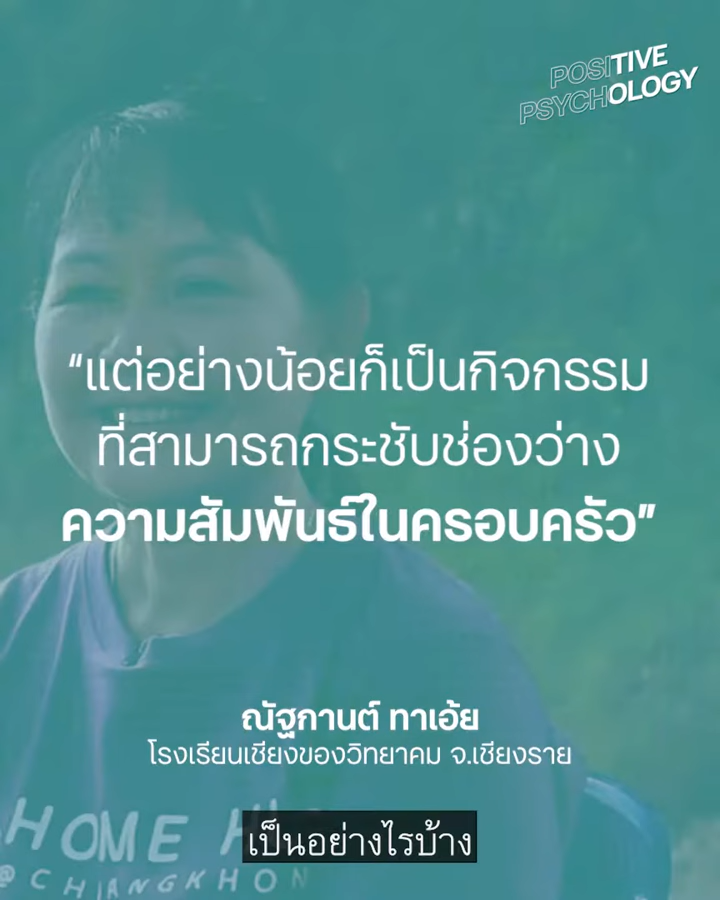 POSITIVE
PSYCHOLOGY
“แต่อย่างน้อยก็เป็นกิจกรรม
ที่สามารถกระชับช่องว่าง
ความสัมพันธ์ในครอบครัว”
ณัฐกานต์ ทาเอ้ย
โรงเรียนเชียงของวิทยาคม จ.เชียงราย
HOME
เป็นอย่างไรบ้าง
@CHIANGKHON